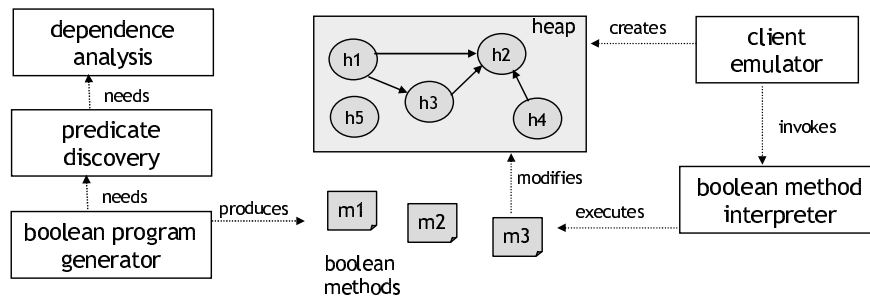 dependence
analysis
needs
predicate
discovery
needs
boolean program
generator
produces
heap
h1
h2
h3
h5
h4
creates
client
emulator
invokes
boolean method
interpreter
modifies
executes
m1
m2
m3
boolean
methods